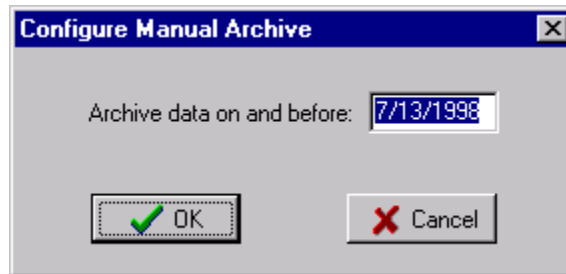 Configure Manual Archive
Archive data on and before: 7/13/1998
OK Cancel